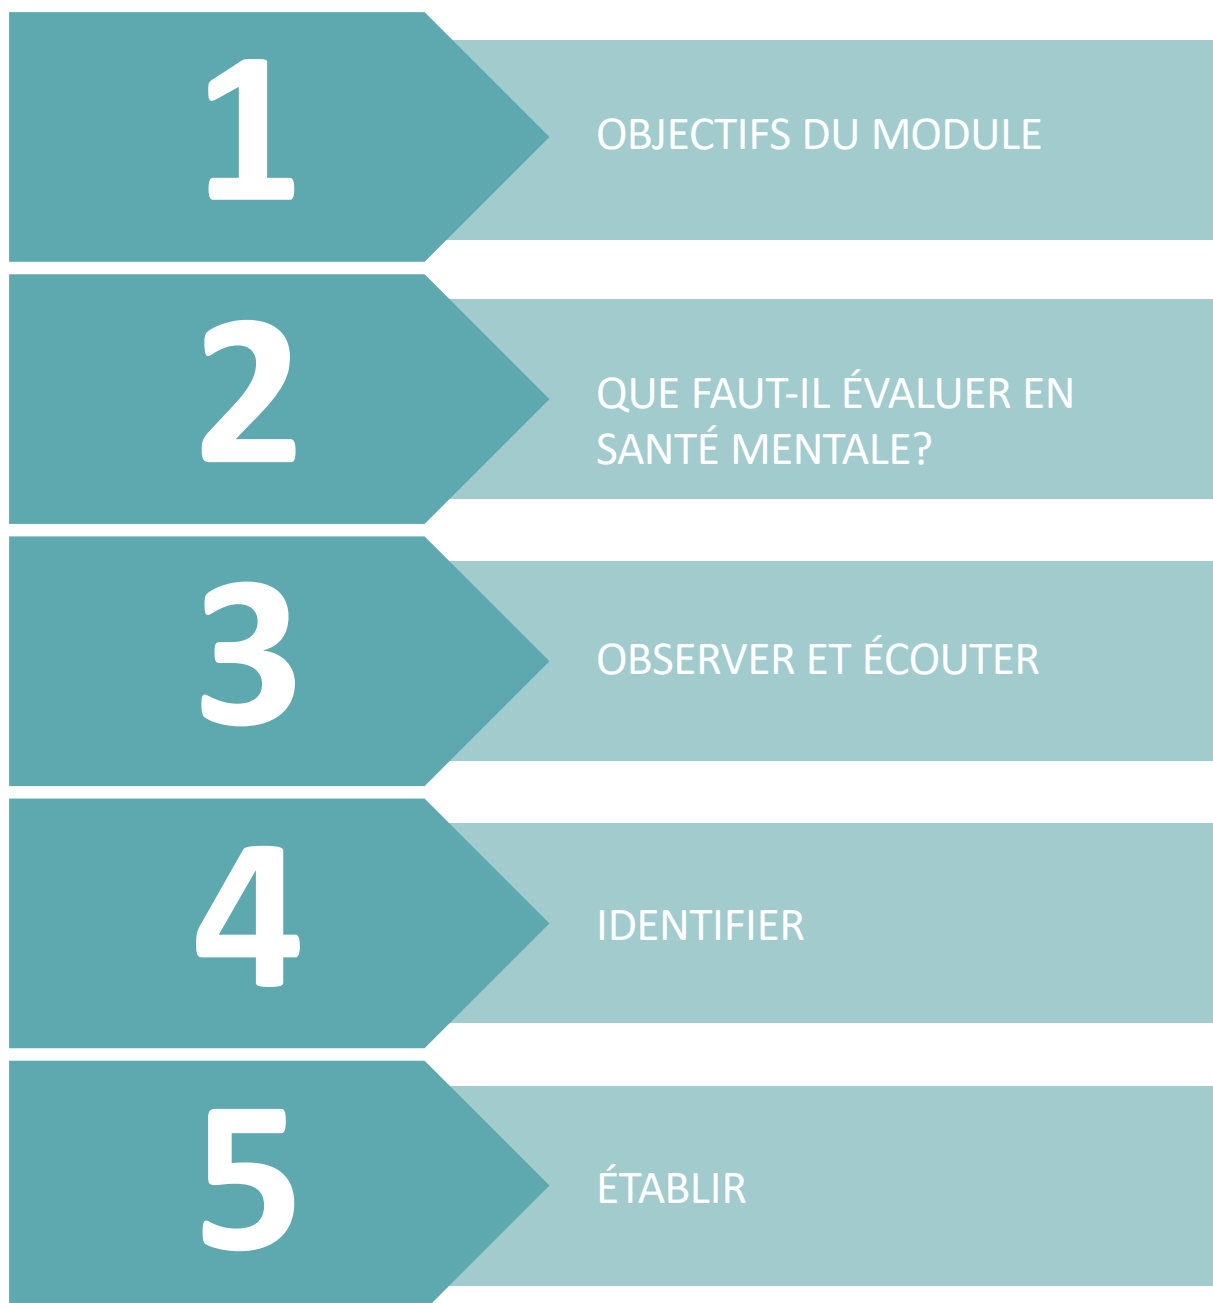 1
OBJECTIFS DU MODULE
2
QUE FAUT-IL ÉVALUER EN
SANTÉ MENTALE?
3
OBSERVER ET ÉCOUTER
4
IDENTIFIER
5
ÉTABLIR